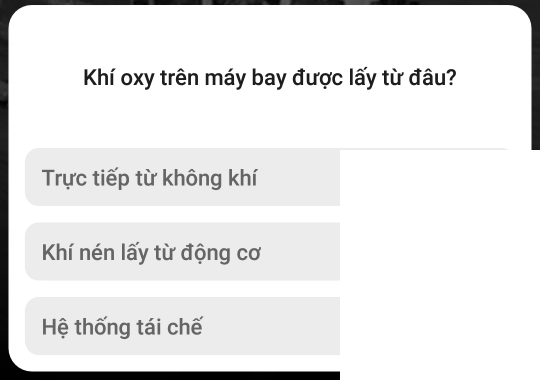 Khí oxy trên máy bay được lấy từ đâu?
Trực tiếp từ không khí
Khí nén lấy từ động cơ
Hệ thống tái chế